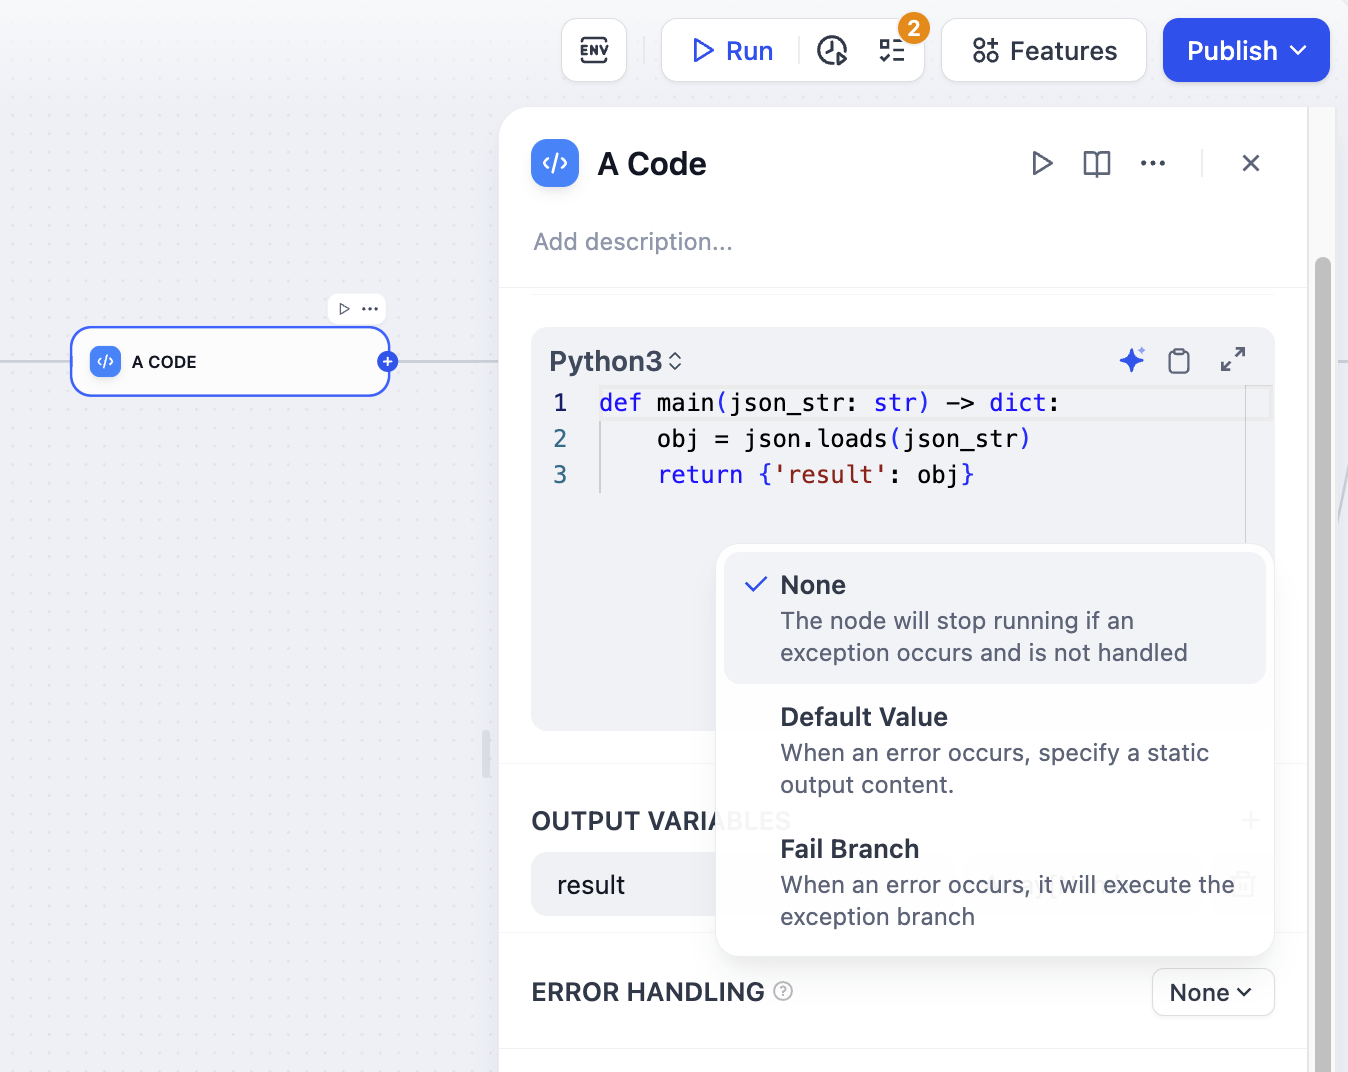 ENV
Run
2
Features
Publish
A Code
Add description...
A CODE
Python3
1 def main(json_str: str) -> dict:
2 obj = json.loads(json_str)
3 return {'result': obj}
None
The node will stop running if an
exception occurs and is not handled
Default Value
When an error occurs, specify a static
output content.
OUTPUT VARIABLES
Fail Branch
result
When an error occurs, it will execute the
exception branch
ERROR HANDLING
None